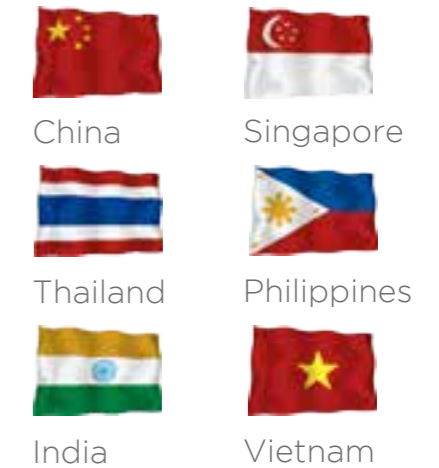 China
Singapore
Thailand
Philippines
India
Vietnam